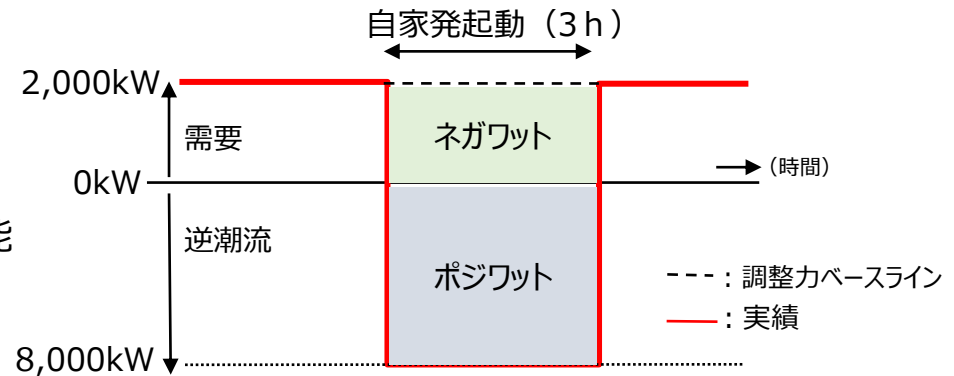 自家発起動（3ｈ）
2,000kW
需要
ネガワット
（時間）
0kW
能
逆潮流
ポジワット
：調整力ベースライン
：実績
8,000kW